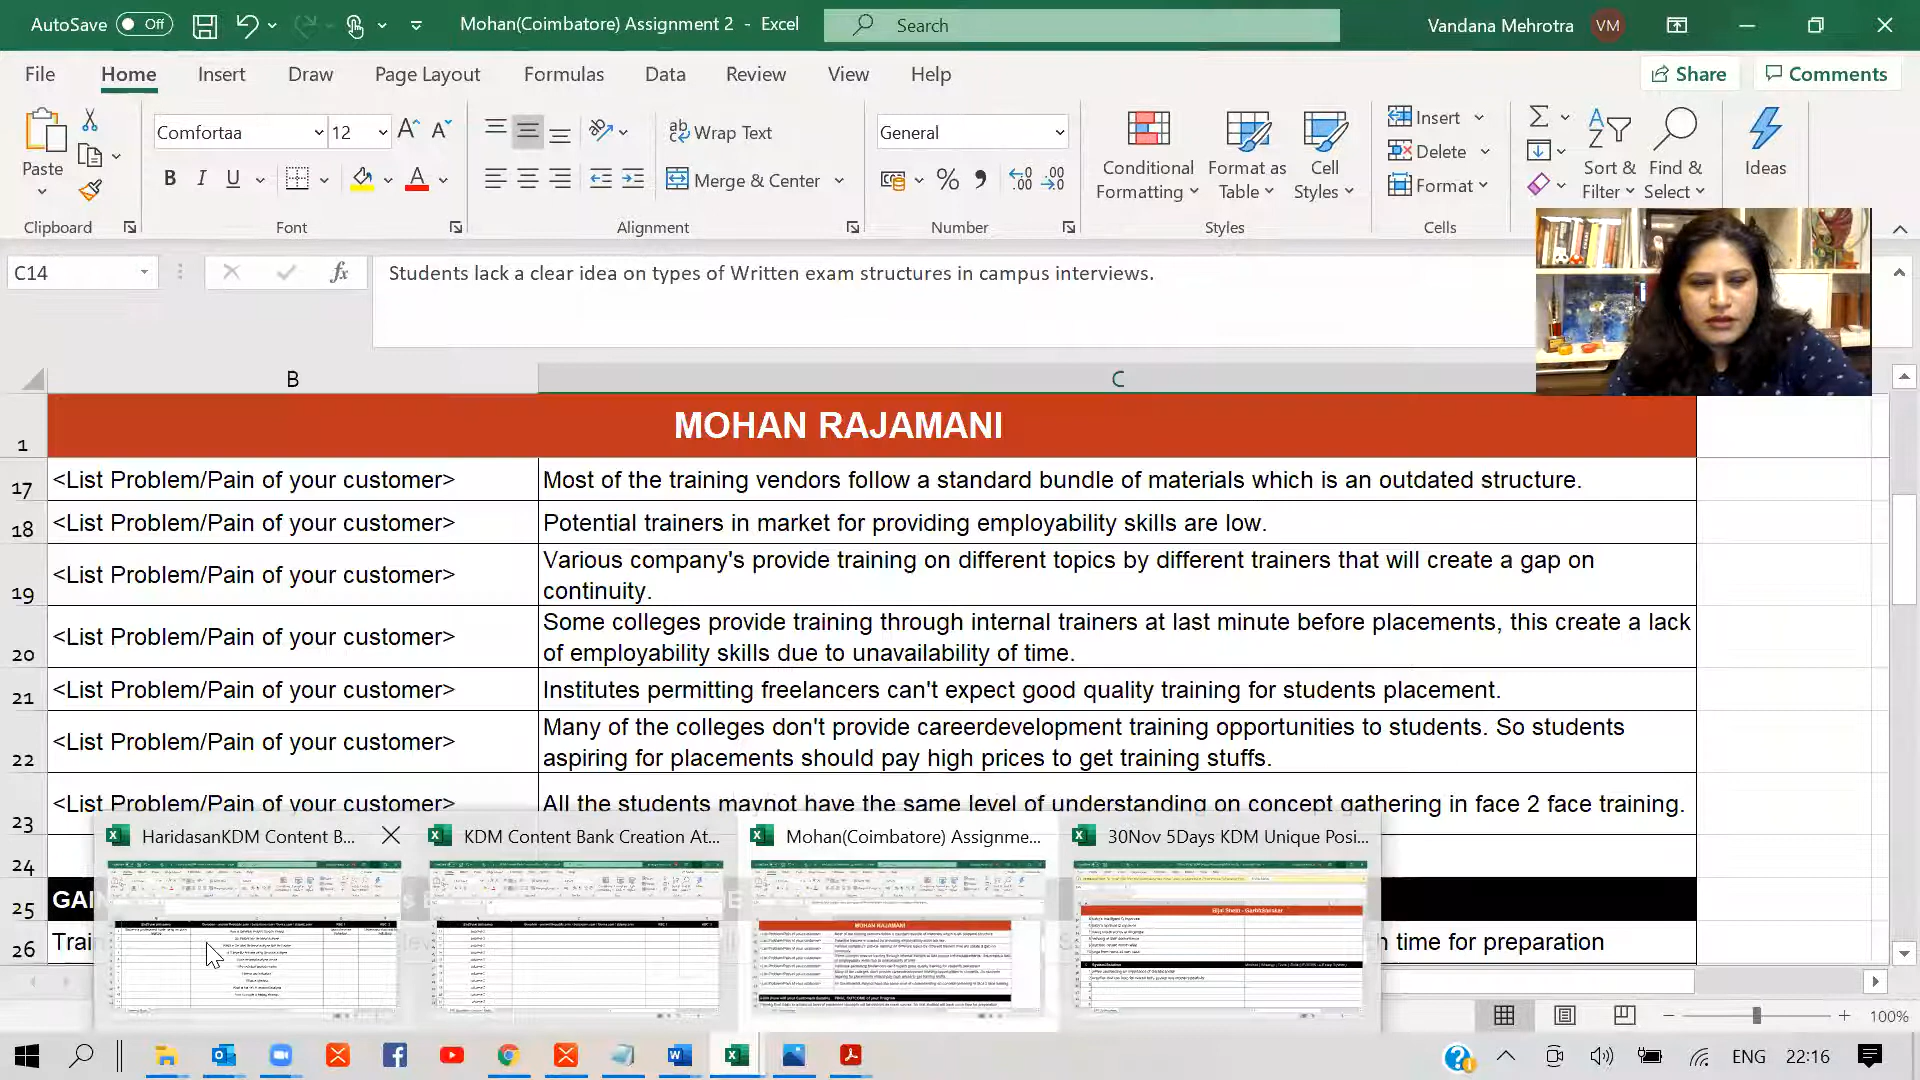 AutoSave Off Mohan(Coimbatore) Assignment 2 - Excel Search Vandana Mehrotra VM
File Home Insert Draw Page Layout Formulas Data Review View Help Share Comments
Comfortaa 12 Wrap Text General Insert
Paste B I U Merge & Center Conditional Formatting Format as Table Cell Styles Delete Format Sort & Filter Find & Select Ideas
Clipboard Font Alignment Number Styles Cells
C14 fx Students lack a clear idea on types of Written exam structures in campus interviews.
B C
1 MOHAN RAJAMANI
17 <List Problem/Pain of your customer> Most of the training vendors follow a standard bundle of materials which is an outdated structure.
18 <List Problem/Pain of your customer> Potential trainers in market for providing employability skills are low.
19 <List Problem/Pain of your customer> Various company's provide training on different topics by different trainers that will create a gap on
continuity.
20 <List Problem/Pain of your customer> Some colleges provide training through internal trainers at last minute before placements, this create a lack
of employability skills due to unavailability of time.
21 <List Problem/Pain of your customer> Institutes permitting freelancers can't expect good quality training for students placement.
22 <List Problem/Pain of your customer> Many of the colleges don't provide careerdevelopment training opportunities to students. So students
aspiring for placements should pay high prices to get training stuffs.
23 <List Problem/Pain of your customer> All the students maynot have the same level of understanding on concept gathering in face 2 face training.
HaridasanKDM Content B... KDM Content Bank Creation At... Mohan(Coimbatore) Assignme... 30Nov 5Days KDM Unique Posi...
24
25 GAI
26 Trai n time for preparation
MOHAN RAJAMANI
100%
ENG 22:16